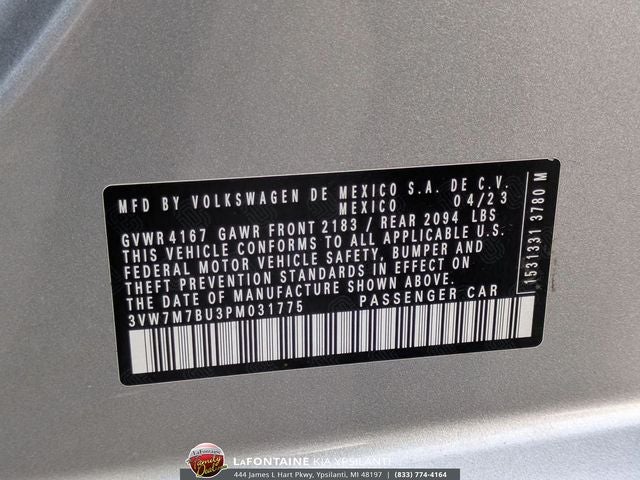 MFD BY VOLKSWAGEN DE MEXICO S.A. DE C.V.
MEXICO 04/23
GVWR 4167 GAWR FRONT 2183 / REAR 2094 LBS
THIS VEHICLE CONFORMS TO ALL APPLICABLE U.S.
FEDERAL MOTOR VEHICLE SAFETY, BUMPER AND
THEFT PREVENTION STANDARDS IN EFFECT ON
THE DATE OF MANUFACTURE SHOWN ABOVE.
3VW7M7BU3PM031775 PASSENGER CAR
1531331 3780 M
LaFontaine
Family
Deal
LAFONTAINE KIA YPSILANTI
444 James L Hart Pkwy, Ypsilanti, MI 48197 | (833) 774-4164